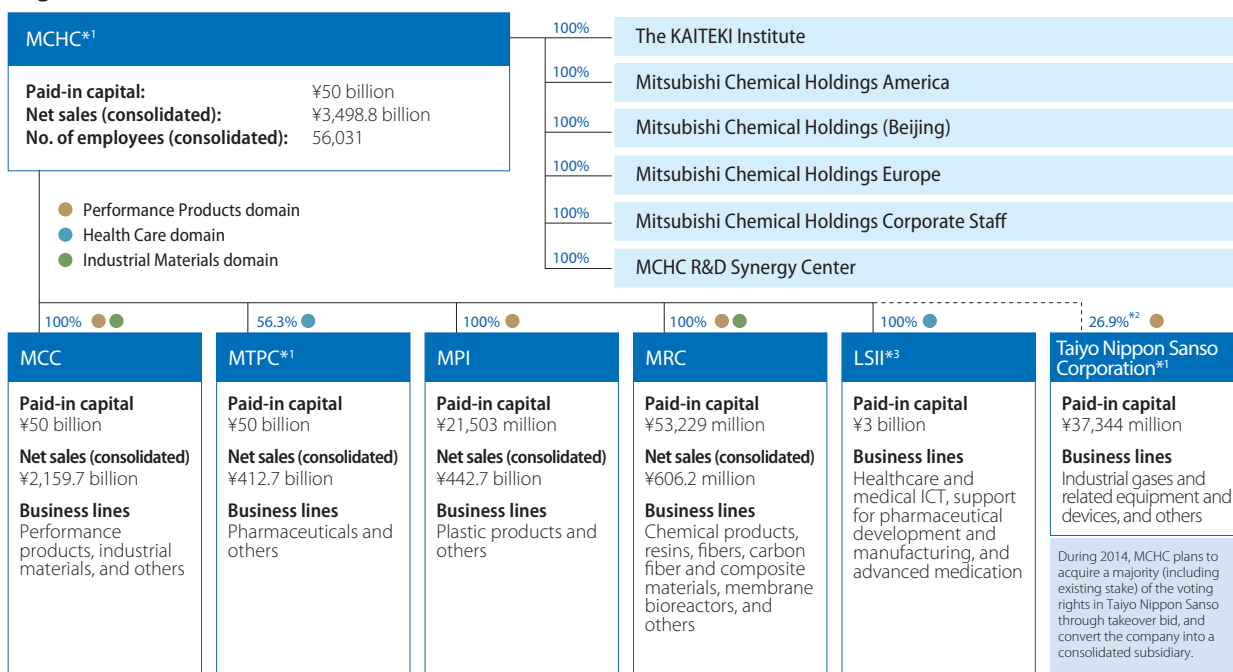 MCHC*1
Paid-in capital: ¥50 billion
Net sales (consolidated): ¥3,498.8 billion
No. of employees (consolidated): 56,031
100% The KAITEKI Institute
100% Mitsubishi Chemical Holdings America
100% Mitsubishi Chemical Holdings (Beijing)
100% Mitsubishi Chemical Holdings Europe
100% Mitsubishi Chemical Holdings Corporate Staff
100% MCHC R&D Synergy Center
Performance Products domain
Health Care domain
Industrial Materials domain
100%
MCC
Paid-in capital
¥50 billion
Net sales (consolidated)
¥2,159.7 billion
Business lines
Performance
products, industrial
materials, and others
56.3%
MTPC*1
Paid-in capital
¥50 billion
Net sales (consolidated)
¥412.7 billion
Business lines
Pharmaceuticals and
others
100%
MPI
Paid-in capital
¥21,503 million
Net sales (consolidated)
¥442.7 billion
Business lines
Plastic products and
others
100%
MRC
Paid-in capital
¥53,229 million
Net sales (consolidated)
¥606.2 million
Business lines
Chemical products,
resins, fibers, carbon
fiber and composite
materials, membrane
bioreactors, and
others
100%
LSII*3
Paid-in capital
¥3 billion
Business lines
Healthcare and
medical ICT, support
for pharmaceutical
development and
manufacturing, and
advanced medication
26.9%*2
Taiyo Nippon Sanso
Corporation*1
Paid-in capital
¥37,344 million
Business lines
Industrial gases and
related equipment and
devices, and others
During 2014, MCHC plans to
acquire a majority (including
existing stake) of the voting
rights in Taiyo Nippon Sanso
through takeover bid, and
convert the company into a
consolidated subsidiary.